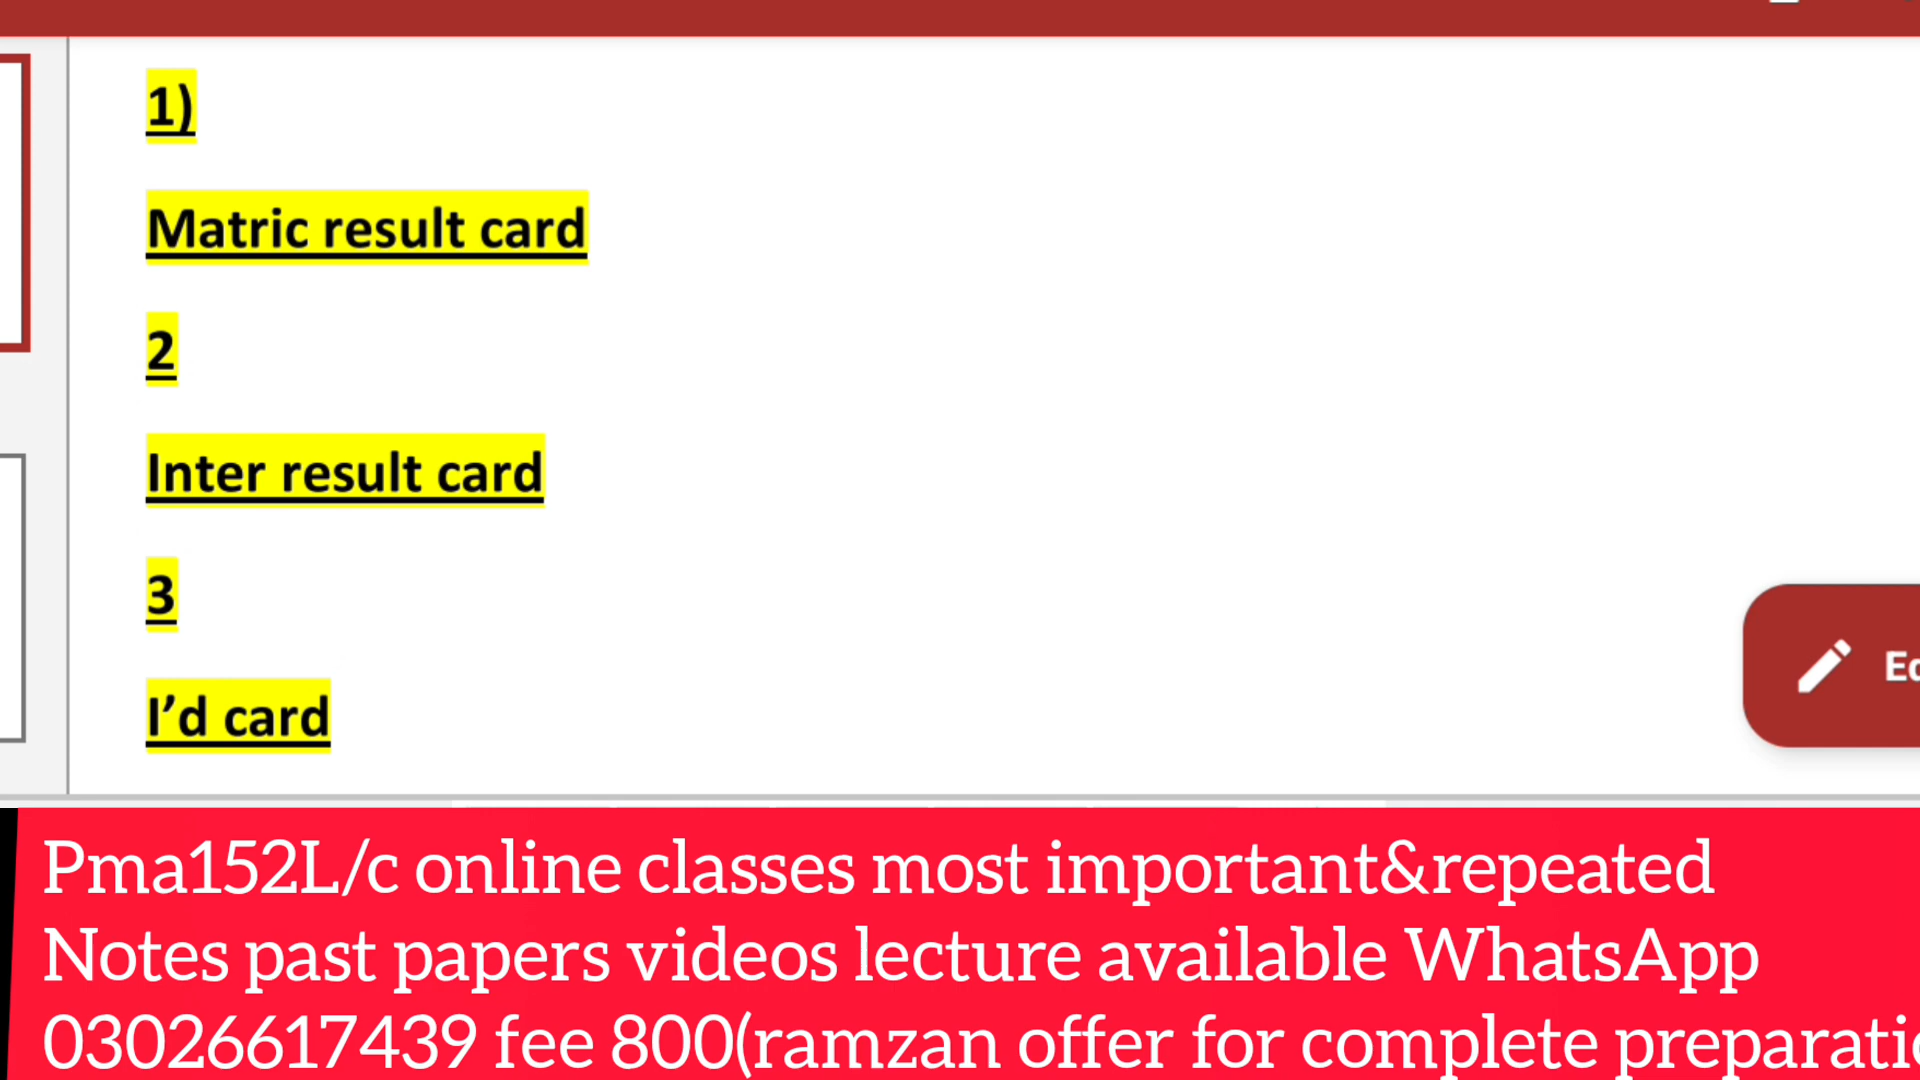 1)
Matric result card
2
Inter result card
3
I’d card
Pma152L/c online classes most important&repeated
Notes past papers videos lecture available WhatsApp
03026617439 fee 800(ramzan offer for complete